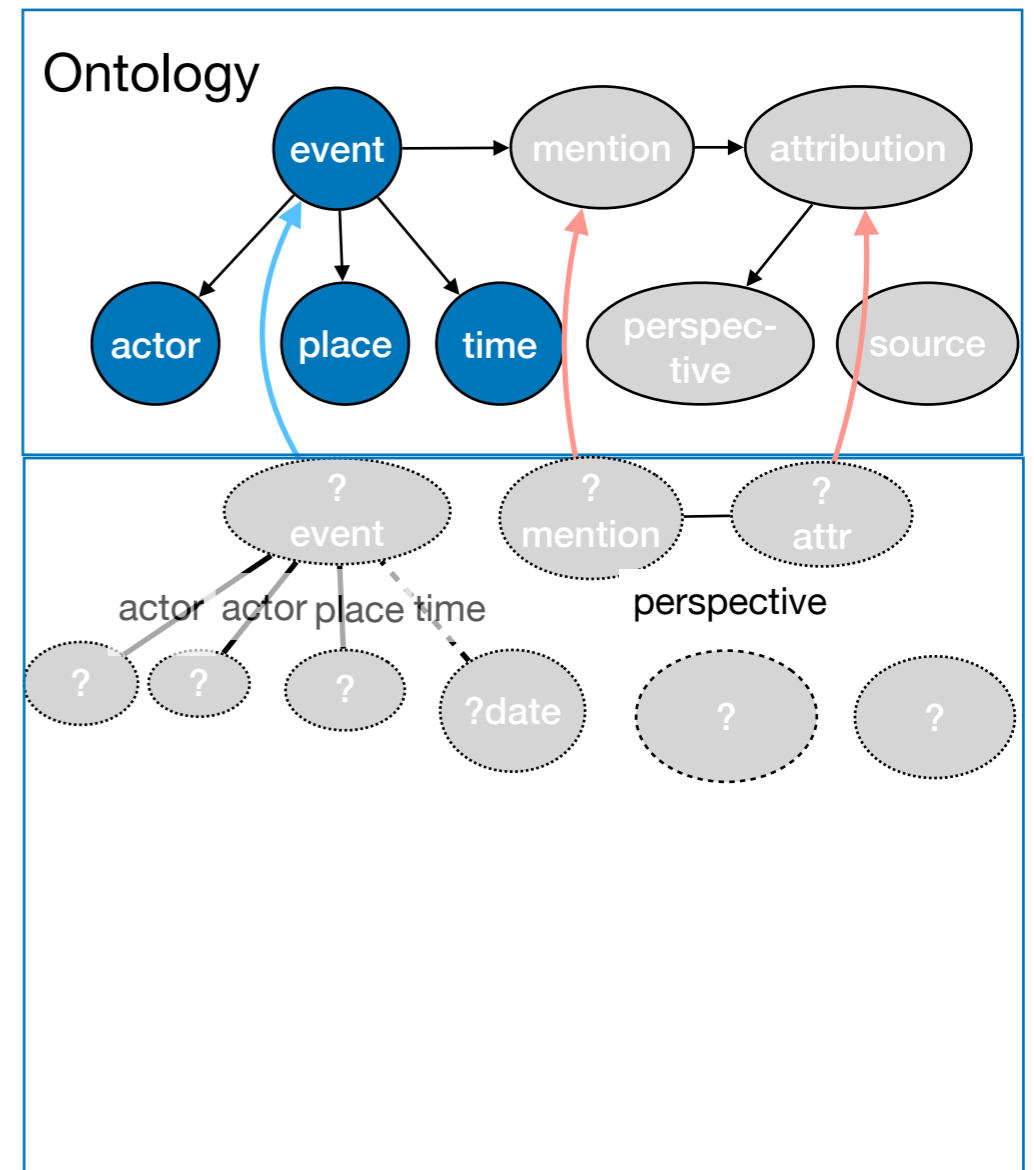 Ontology
event
mention
attribution
actor
place
time
perspec-
tive
source
?
event
?
mention
?
attr
actor actor place time
perspective
?
?
?
?date
?
?